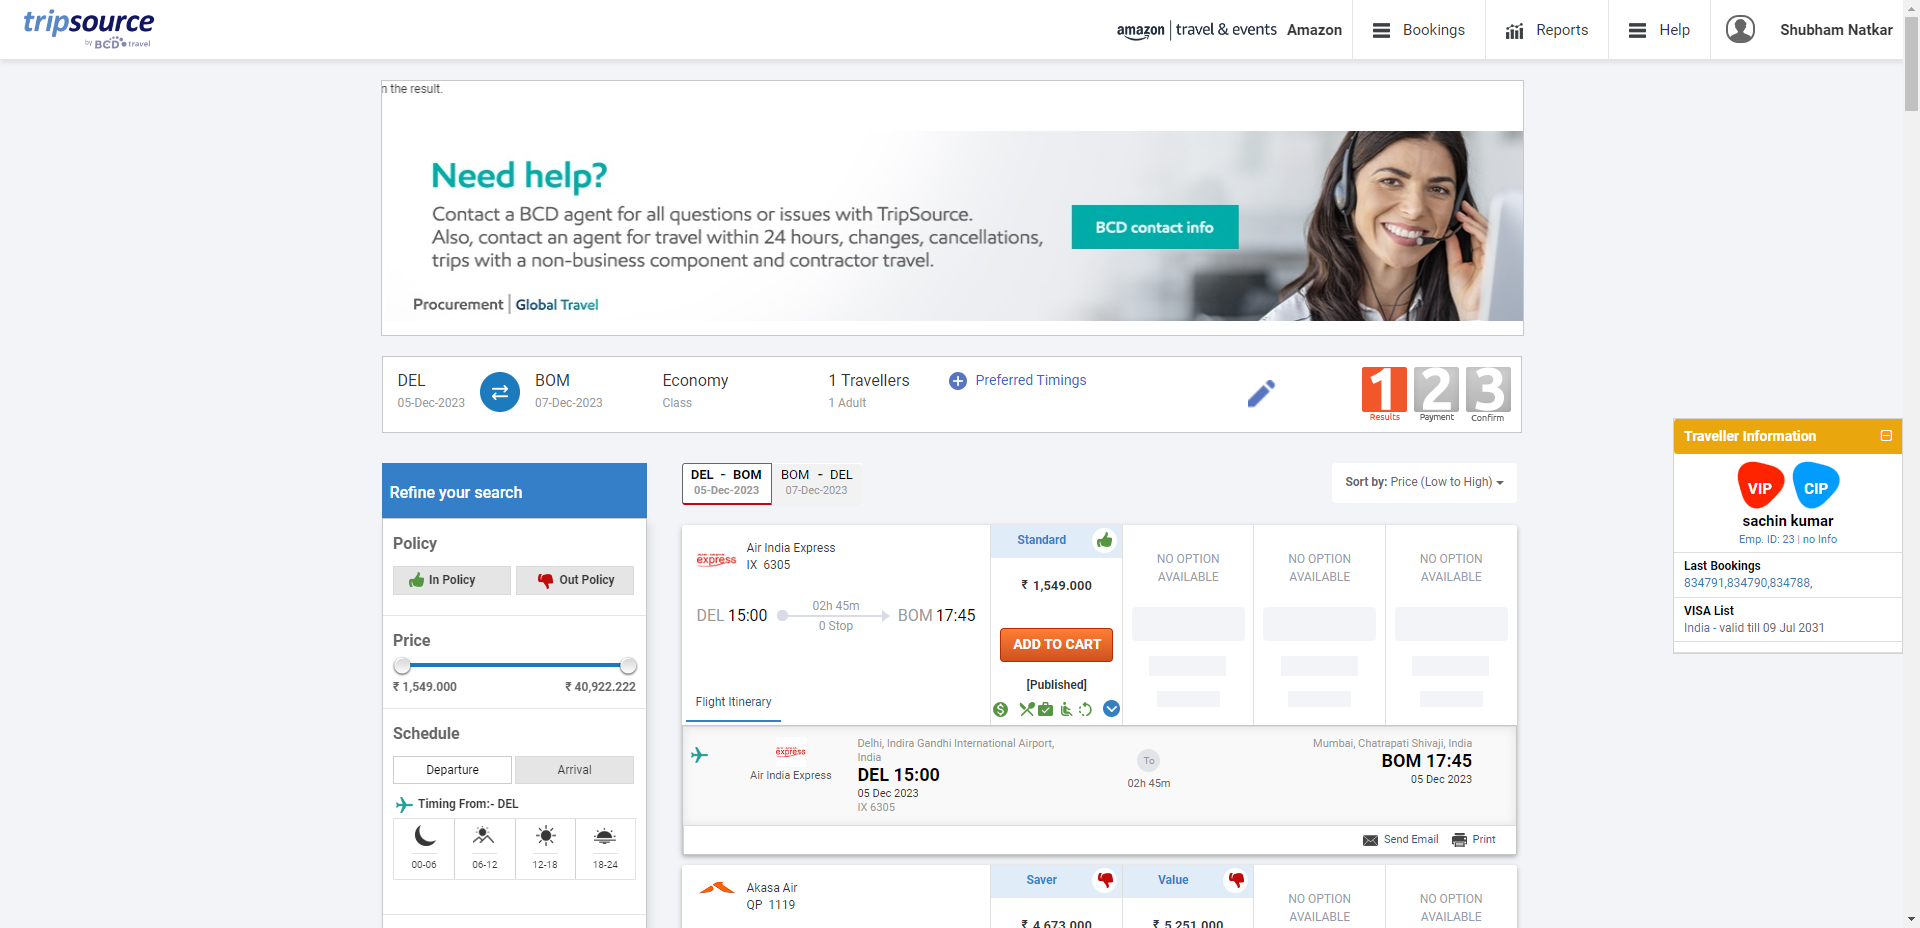 tripsource
by BCD travel
amazon | travel & events Amazon
Bookings
Reports
Help
Shubham Natkar
n the result.
Need help?
Contact a BCD agent for all questions or issues with TripSource.
Also, contact an agent for travel within 24 hours, changes, cancellations,
trips with a non-business component and contractor travel.
BCD contact info
Procurement | Global Travel
DEL
05-Dec-2023
BOM
07-Dec-2023
Economy
Class
1 Travellers
1 Adult
Preferred Timings
1 2 3
Results Payment Confirm
Traveller Information
VIP CIP
sachin kumar
Emp. ID: 23 | no Info
Last Bookings
834791,834790,834788,
VISA List
India - valid till 09 Jul 2031
Refine your search
Policy
In Policy
Out Policy
Price
₹ 1,549.000
₹ 40,922.222
Schedule
Departure
Arrival
Timing From:- DEL
00-06
06-12
12-18
18-24
DEL - BOM
05-Dec-2023
BOM - DEL
07-Dec-2023
Sort by: Price (Low to High)
express
Air India Express
IX 6305
DEL 15:00
02h 45m
0 Stop
BOM 17:45
Flight Itinerary
Standard
₹ 1,549.000
ADD TO CART
[Published]
NO OPTION
AVAILABLE
NO OPTION
AVAILABLE
NO OPTION
AVAILABLE
express
Air India Express
Delhi, Indira Gandhi International Airport,
India
DEL 15:00
05 Dec 2023
IX 6305
To
02h 45m
Mumbai, Chatrapati Shivaji, India
BOM 17:45
05 Dec 2023
Send Email
Print
Akasa Air
QP 1119
Saver
₹ 4,673.000
Value
₹ 5,251.000
NO OPTION
AVAILABLE
NO OPTION
AVAILABLE